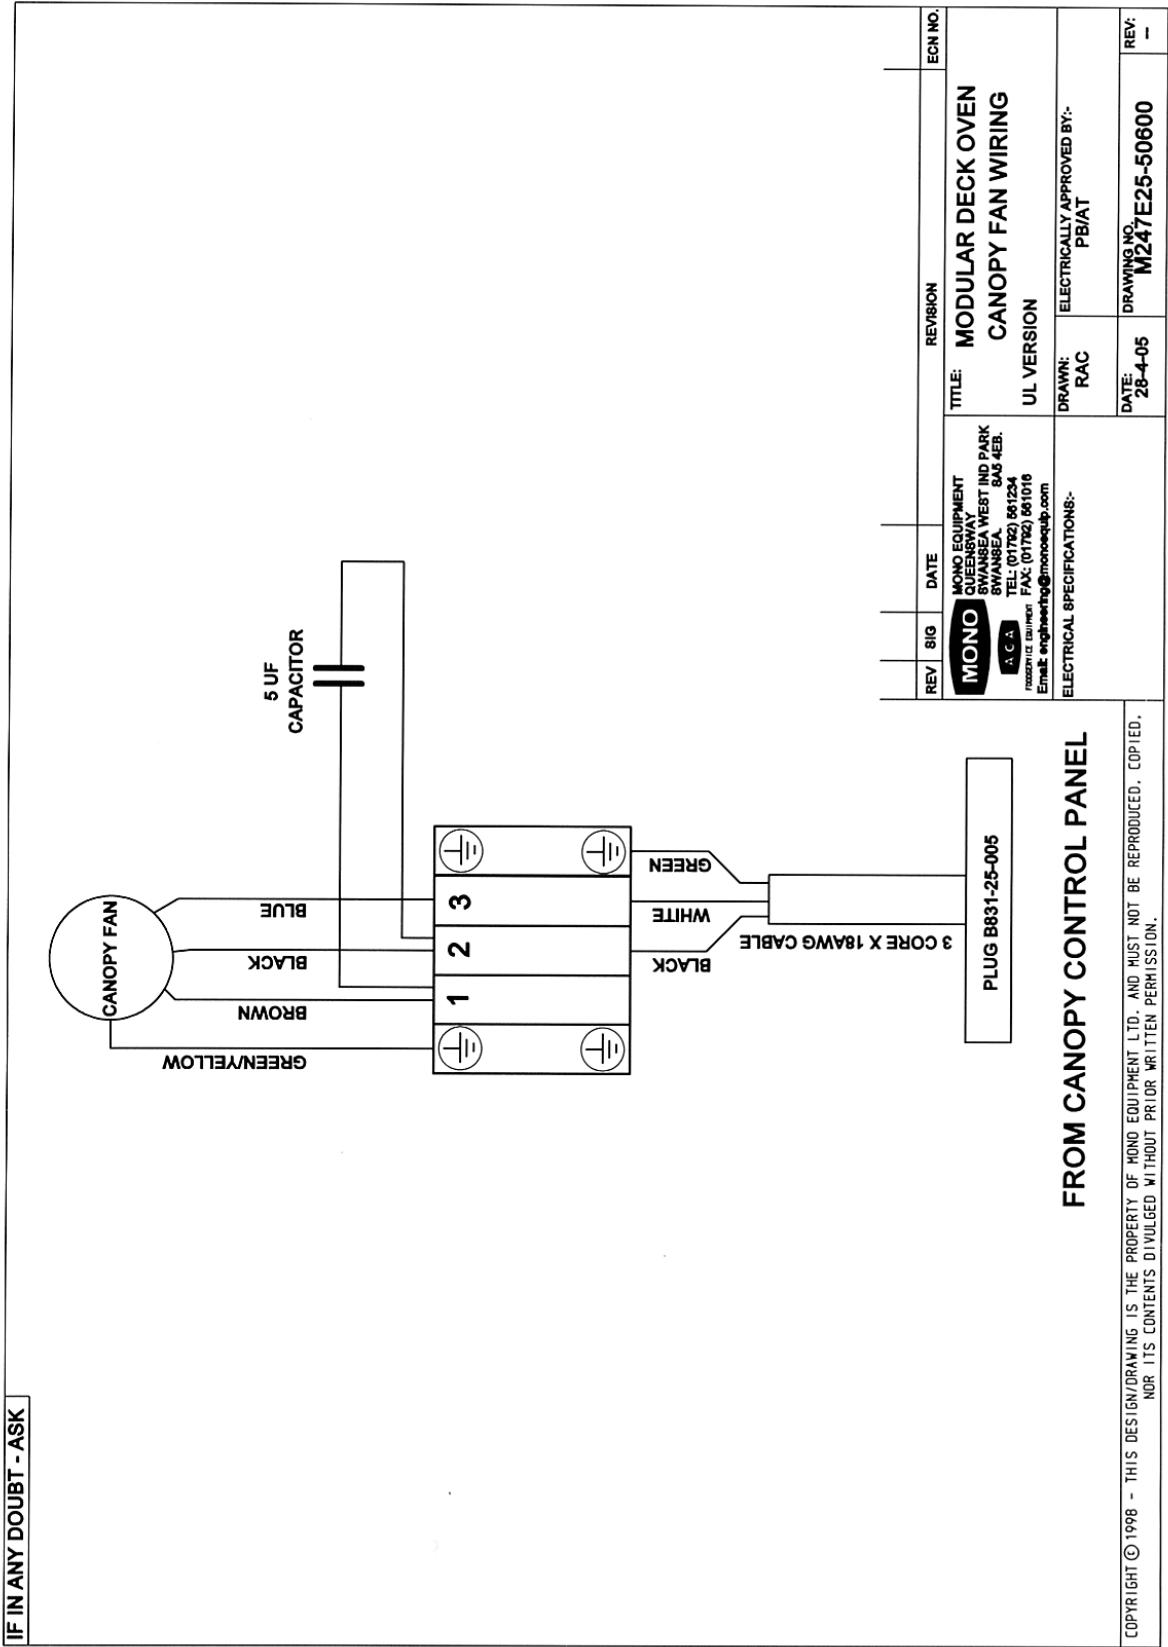 IF IN ANY DOUBT - ASK
CANOPY FAN
GREEN/YELLOW
BROWN
BLACK
BLUE
5 UF
CAPACITOR
1
2
3
BLACK
WHITE
GREEN
3 CORE X 18AWG CABLE
PLUG B831-25-005
FROM CANOPY CONTROL PANEL
REV SIG DATE REVISION ECN NO.
MONO
ACA
FOODSERVICE EQUIPMENT
MONO EQUIPMENT
QUEENSWAY
SWANSEA WEST IND PARK
SWANSEA. SA5 4EB.
TEL: (01792) 561234
FAX: (01792) 561016
Email: engineering@monoequip.com
TITLE: MODULAR DECK OVEN
CANOPY FAN WIRING
UL VERSION
ELECTRICAL SPECIFICATIONS:-
DRAWN:
RAC
ELECTRICALLY APPROVED BY:-
PB/AT
DATE:
28-4-05
DRAWING NO.
M247E25-50600
REV:
--
COPYRIGHT © 1998 - THIS DESIGN/DRAWING IS THE PROPERTY OF MONO EQUIPMENT LTD. AND MUST NOT BE REPRODUCED, COPIED,
NOR ITS CONTENTS DIVULGED WITHOUT PRIOR WRITTEN PERMISSION.